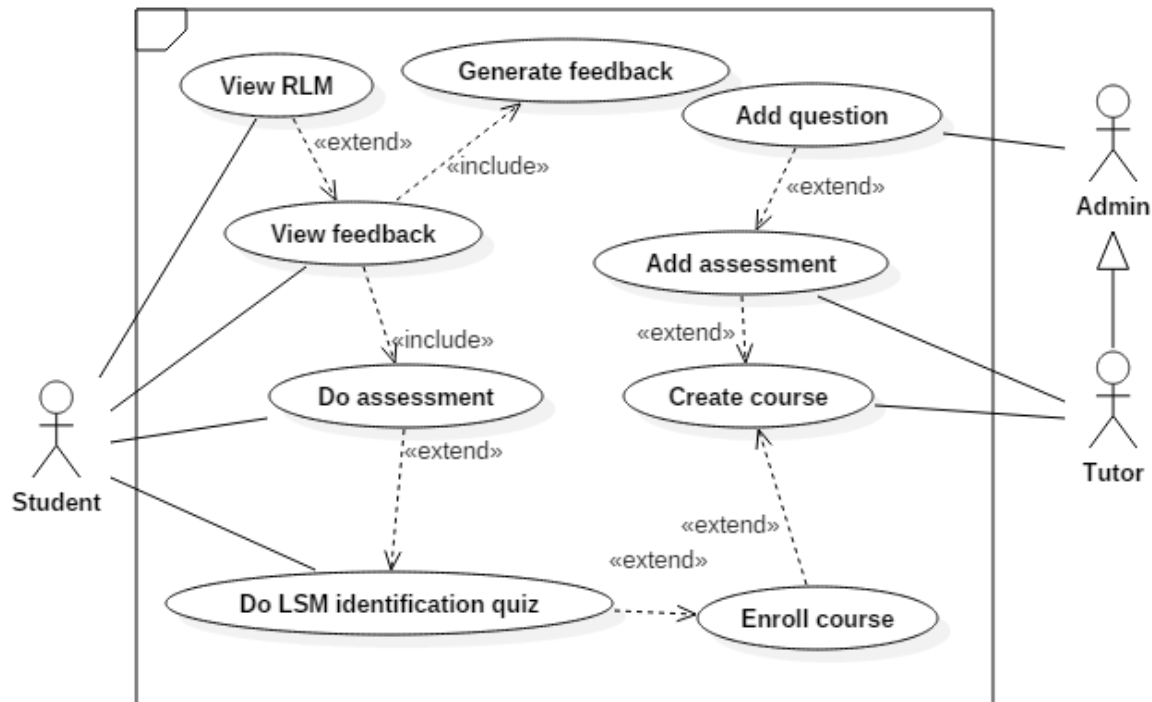 View RLM
Generate feedback
Add question
«extend»
«include»
«extend»
Admin
View feedback
Add assessment
«include»
«extend»
Do assessment
Create course
«extend»
Student
Tutor
«extend»
«extend»
Do LSM identification quiz
Enroll course